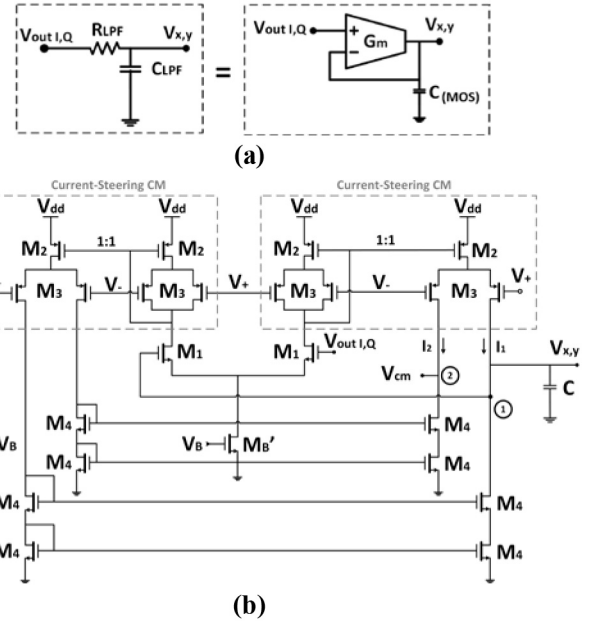 RLPF
Vout I,Q
Vx,y
CLPF
=
Vout I,Q
+
−
Gm
Vx,y
C(MOS)
(a)
Current-Steering CM
Current-Steering CM
Vdd
Vdd
Vdd
Vdd
M2
1:1
M2
M2
1:1
M2
M3
V-
M3
V+
M3
V-
M3
V+
M1
M1
Vout I,Q
I2
I1
Vx,y
Vcm
2
C
1
M4
M4
VB
M4
VB
MB'
M4
M4
M4
M4
M4
(b)